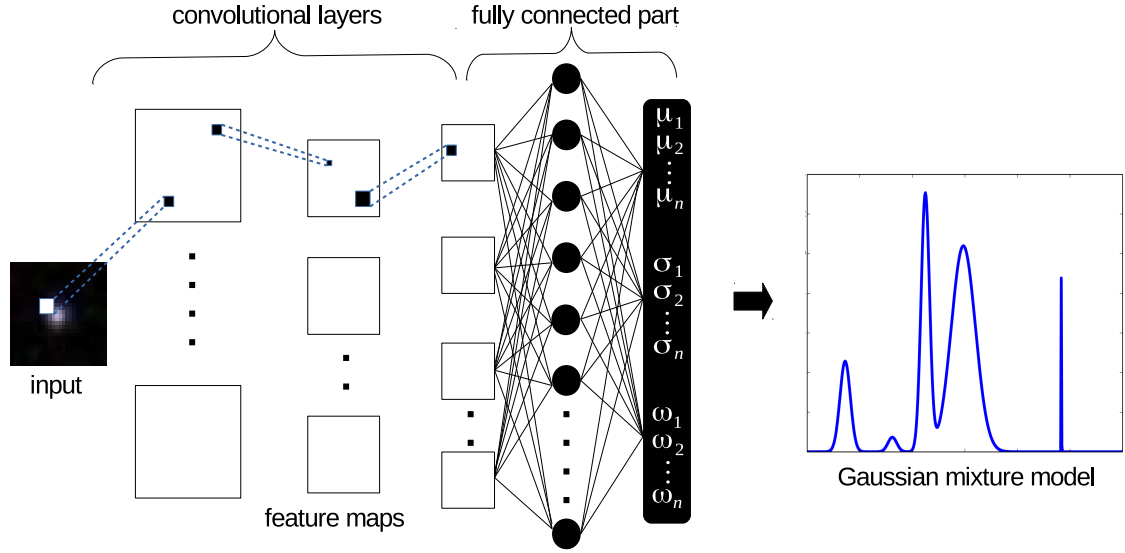 convolutional layers
fully connected part
μ1
μ2
...
μn
σ1
σ2
...
σn
ω1
ω2
...
ωn
input
feature maps
Gaussian mixture model